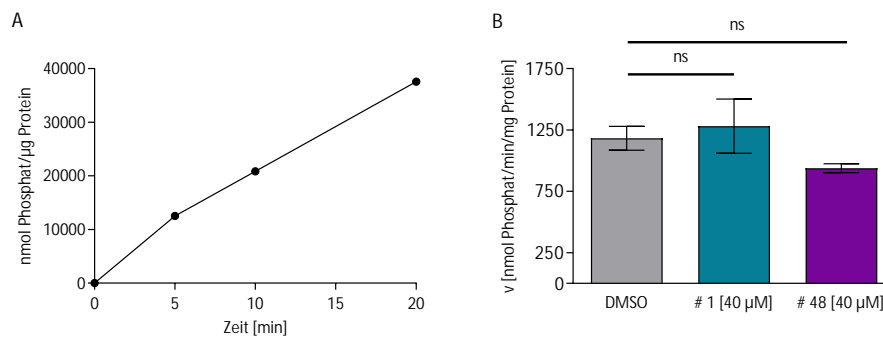 A
nmol Phosphat/µg Protein
40000
30000
20000
10000
0
0 5 10 15 20
Zeit [min]
B
ns
ns
v [nmol Phosphat/min/mg Protein]
1750
1250
750
250
0
DMSO # 1 [40 µM] # 48 [40 µM]